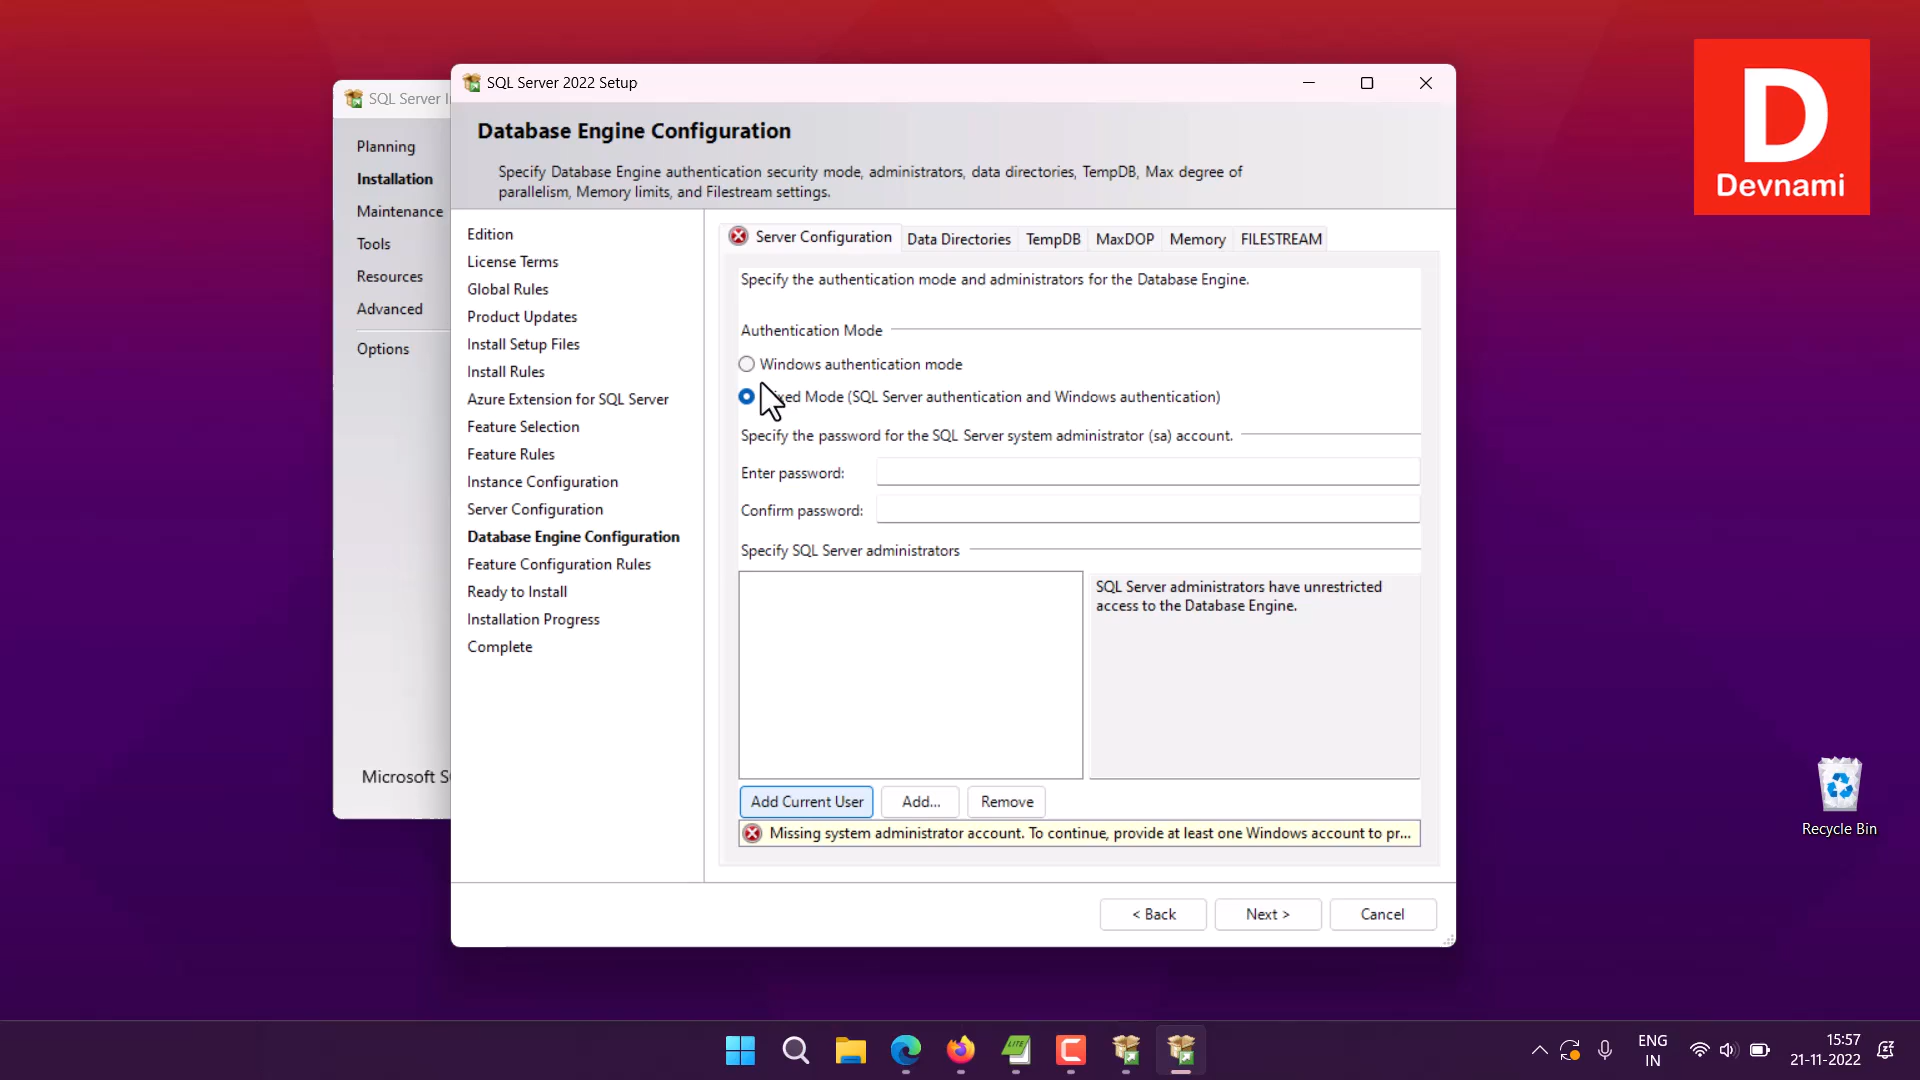 SQL Server I
Planning
Installation
Maintenance
Tools
Resources
Advanced
Options
Microsoft S
SQL Server 2022 Setup
Database Engine Configuration
Specify Database Engine authentication security mode, administrators, data directories, TempDB, Max degree of
parallelism, Memory limits, and Filestream settings.
Edition
License Terms
Global Rules
Product Updates
Install Setup Files
Install Rules
Azure Extension for SQL Server
Feature Selection
Feature Rules
Instance Configuration
Server Configuration
Database Engine Configuration
Feature Configuration Rules
Ready to Install
Installation Progress
Complete
Server Configuration Data Directories TempDB MaxDOP Memory FILESTREAM
Specify the authentication mode and administrators for the Database Engine.
Authentication Mode
Windows authentication mode
xed Mode (SQL Server authentication and Windows authentication)
Specify the password for the SQL Server system administrator (sa) account.
Enter password:
Confirm password:
Specify SQL Server administrators
SQL Server administrators have unrestricted
access to the Database Engine.
Add Current User Add... Remove
Missing system administrator account. To continue, provide at least one Windows account to pr...
< Back Next > Cancel
D
Devnami
Recycle Bin
LITE
ENG
IN
15:57
21-11-2022